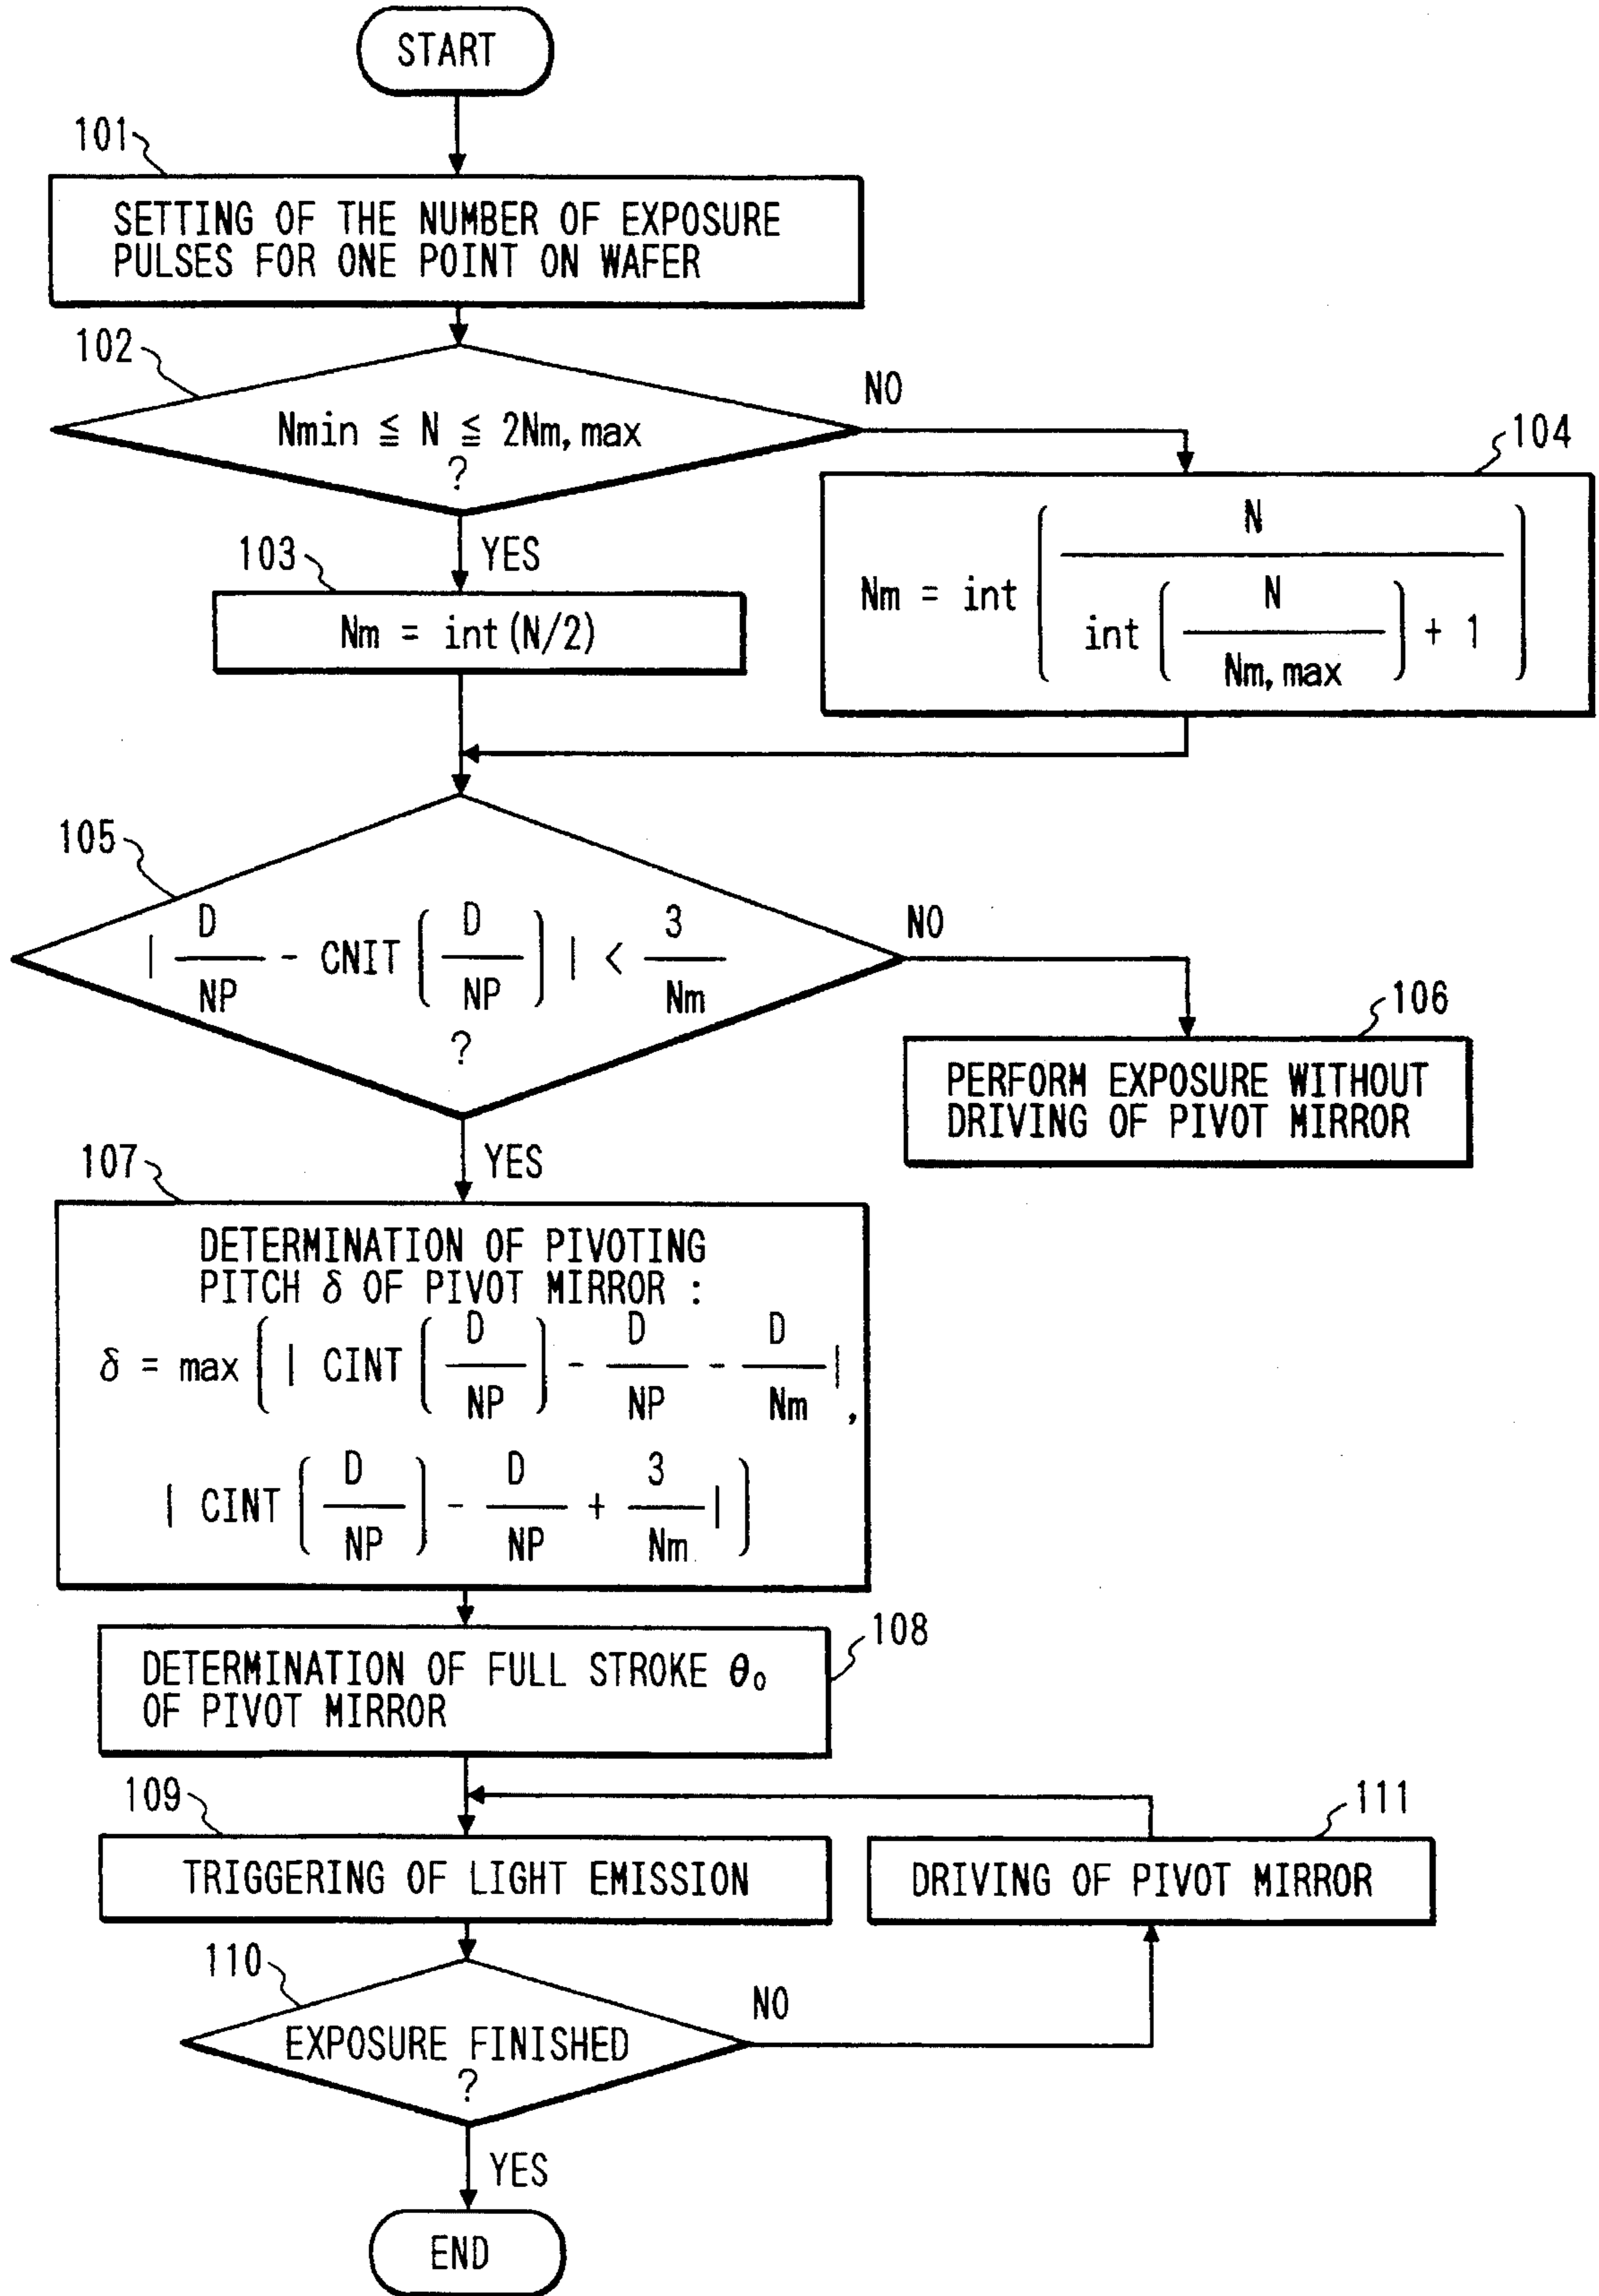 START
101
SETTING OF THE NUMBER OF EXPOSURE
PULSES FOR ONE POINT ON WAFER
102
Nmin ≦ N ≦ 2Nm,max
?
NO
YES
103
Nm = int(N/2)
104
Nm = int ( N / ( int ( N / Nm,max ) + 1 ) )
105
| D/NP - CNIT ( D/NP ) | < 3/Nm
?
NO
106
PERFORM EXPOSURE WITHOUT
DRIVING OF PIVOT MIRROR
YES
107
DETERMINATION OF PIVOTING
PITCH δ OF PIVOT MIRROR :
δ = max ( | CINT ( D/NP ) - D/NP - D/Nm | ,
| CINT ( D/NP ) - D/NP + 3/Nm | )
108
DETERMINATION OF FULL STROKE θ₀
OF PIVOT MIRROR
109
TRIGGERING OF LIGHT EMISSION
111
DRIVING OF PIVOT MIRROR
110
EXPOSURE FINISHED
?
NO
YES
END